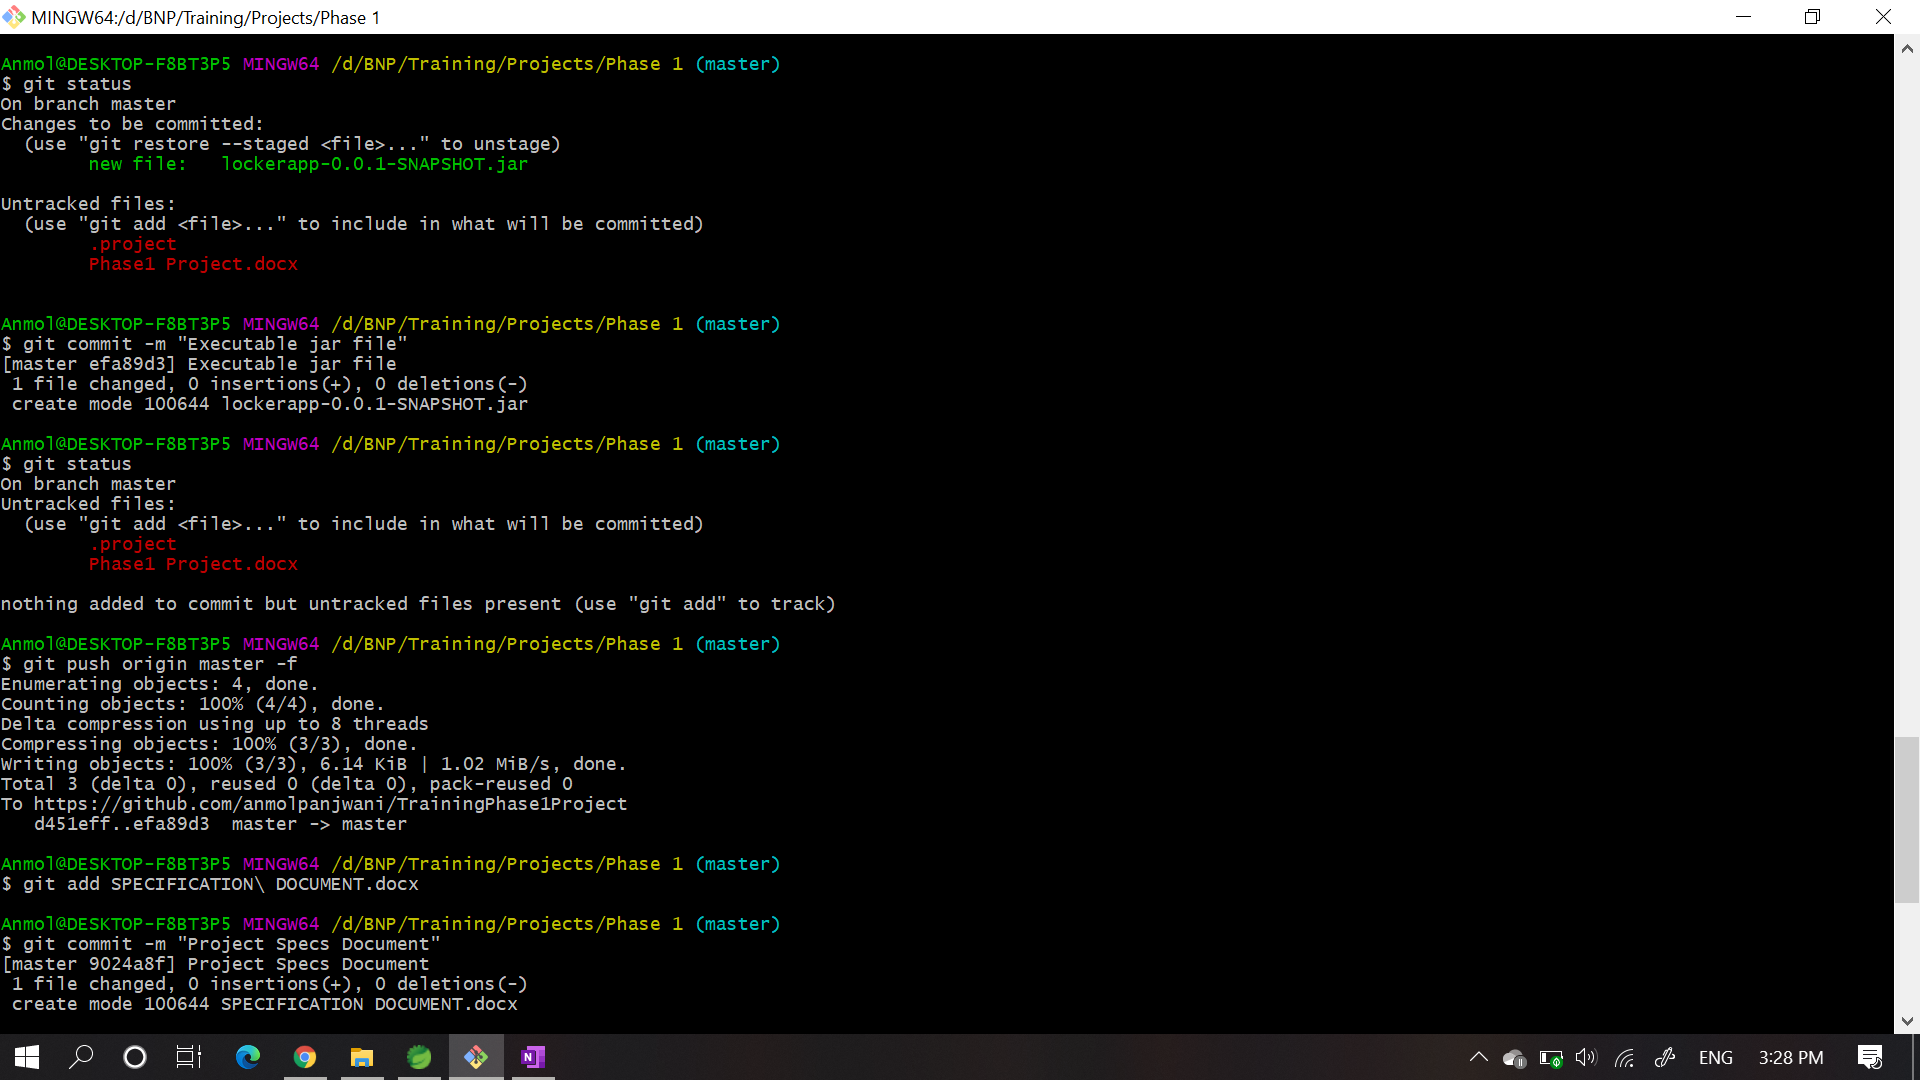 MINGW64:/d/BNP/Training/Projects/Phase 1
Anmol@DESKTOP-F8BT3P5 MINGW64 /d/BNP/Training/Projects/Phase 1 (master)
$ git status
On branch master
Changes to be committed:
  (use "git restore --staged <file>..." to unstage)
        new file:   lockerapp-0.0.1-SNAPSHOT.jar

Untracked files:
  (use "git add <file>..." to include in what will be committed)
        .project
        Phase1 Project.docx

Anmol@DESKTOP-F8BT3P5 MINGW64 /d/BNP/Training/Projects/Phase 1 (master)
$ git commit -m "Executable jar file"
[master efa89d3] Executable jar file
 1 file changed, 0 insertions(+), 0 deletions(-)
 create mode 100644 lockerapp-0.0.1-SNAPSHOT.jar

Anmol@DESKTOP-F8BT3P5 MINGW64 /d/BNP/Training/Projects/Phase 1 (master)
$ git status
On branch master
Untracked files:
  (use "git add <file>..." to include in what will be committed)
        .project
        Phase1 Project.docx

nothing added to commit but untracked files present (use "git add" to track)

Anmol@DESKTOP-F8BT3P5 MINGW64 /d/BNP/Training/Projects/Phase 1 (master)
$ git push origin master -f
Enumerating objects: 4, done.
Counting objects: 100% (4/4), done.
Delta compression using up to 8 threads
Compressing objects: 100% (3/3), done.
Writing objects: 100% (3/3), 6.14 KiB | 1.02 MiB/s, done.
Total 3 (delta 0), reused 0 (delta 0), pack-reused 0
To https://github.com/anmolpanjwani/TrainingPhase1Project
   d451eff..efa89d3  master -> master

Anmol@DESKTOP-F8BT3P5 MINGW64 /d/BNP/Training/Projects/Phase 1 (master)
$ git add SPECIFICATION\ DOCUMENT.docx

Anmol@DESKTOP-F8BT3P5 MINGW64 /d/BNP/Training/Projects/Phase 1 (master)
$ git commit -m "Project Specs Document"
[master 9024a8f] Project Specs Document
 1 file changed, 0 insertions(+), 0 deletions(-)
 create mode 100644 SPECIFICATION DOCUMENT.docx
N
ENG
3:28 PM